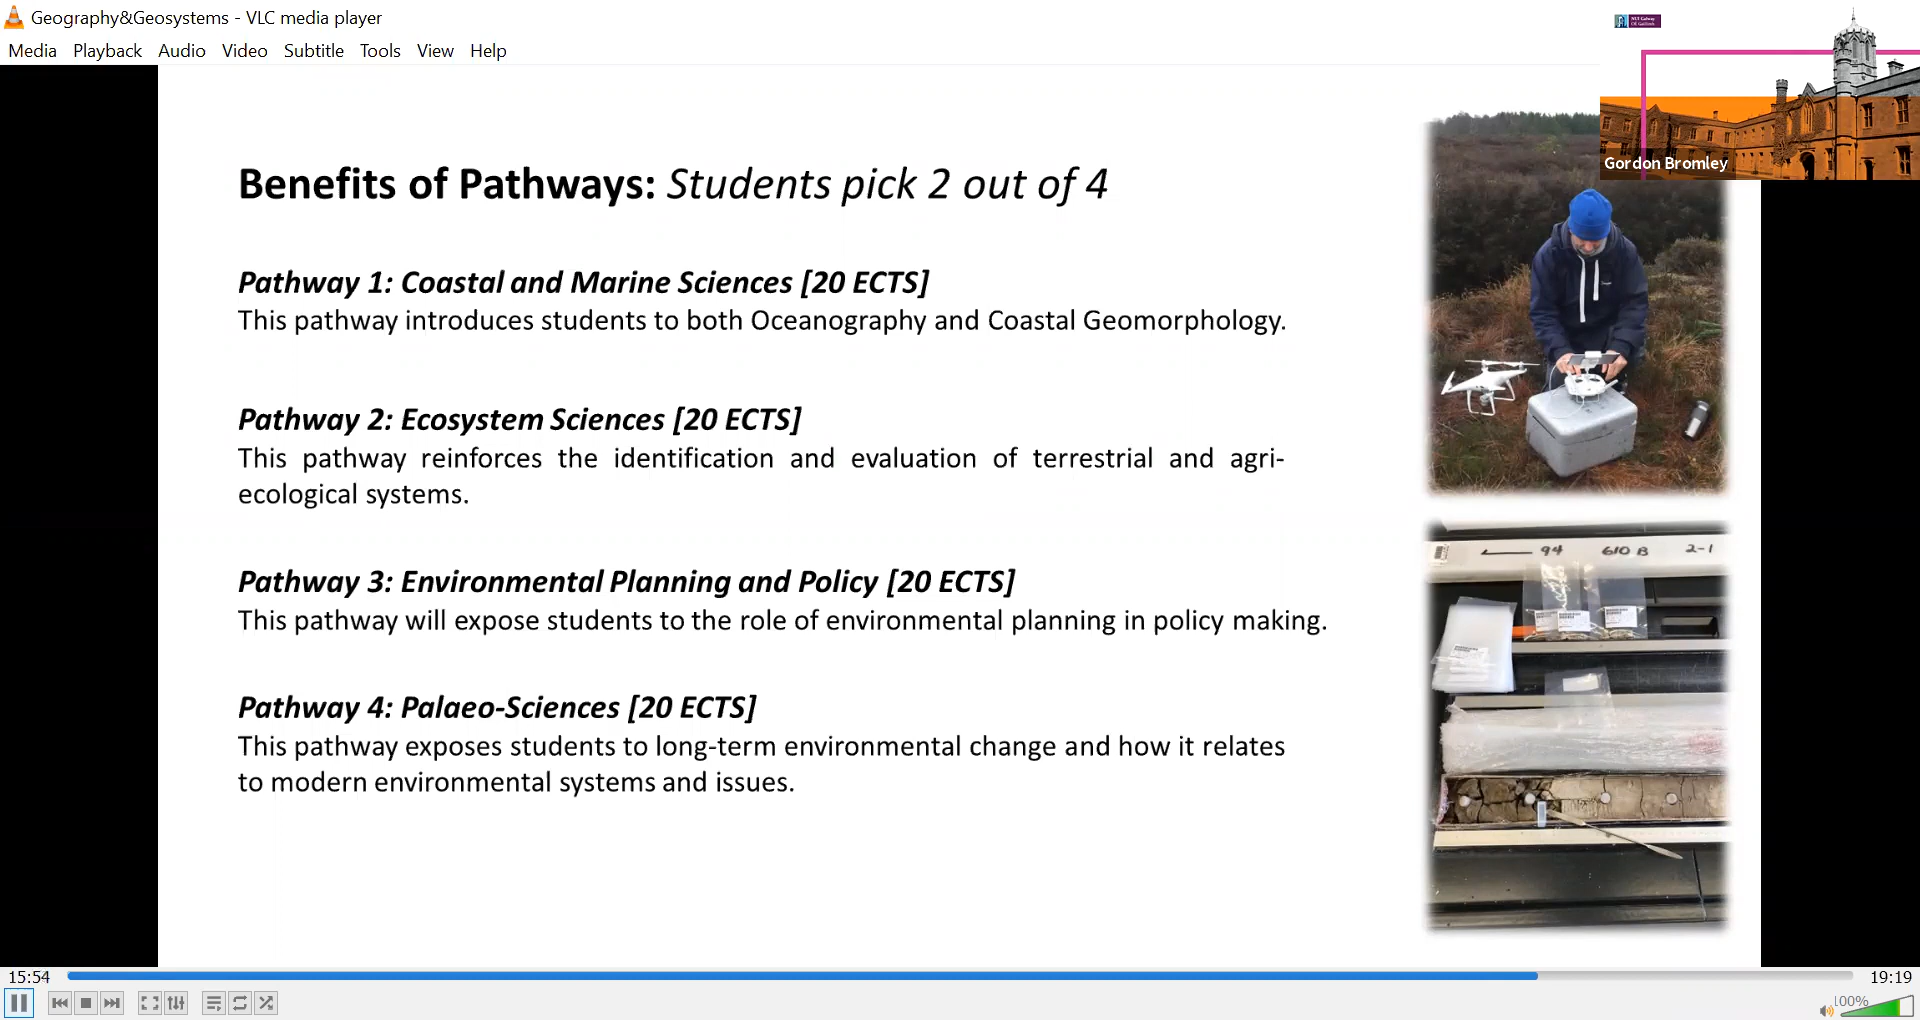 Geography&Geosystems - VLC media player
Media Playback Audio Video Subtitle Tools View Help
NUI Galway
OÉ Gaillimh
Gordon Bromley
Benefits of Pathways: Students pick 2 out of 4
Pathway 1: Coastal and Marine Sciences [20 ECTS]
This pathway introduces students to both Oceanography and Coastal Geomorphology.
Pathway 2: Ecosystem Sciences [20 ECTS]
This pathway reinforces the identification and evaluation of terrestrial and agri-
ecological systems.
Pathway 3: Environmental Planning and Policy [20 ECTS]
This pathway will expose students to the role of environmental planning in policy making.
Pathway 4: Palaeo-Sciences [20 ECTS]
This pathway exposes students to long-term environmental change and how it relates
to modern environmental systems and issues.
94 610 B 2-1
15:54
19:19
100%